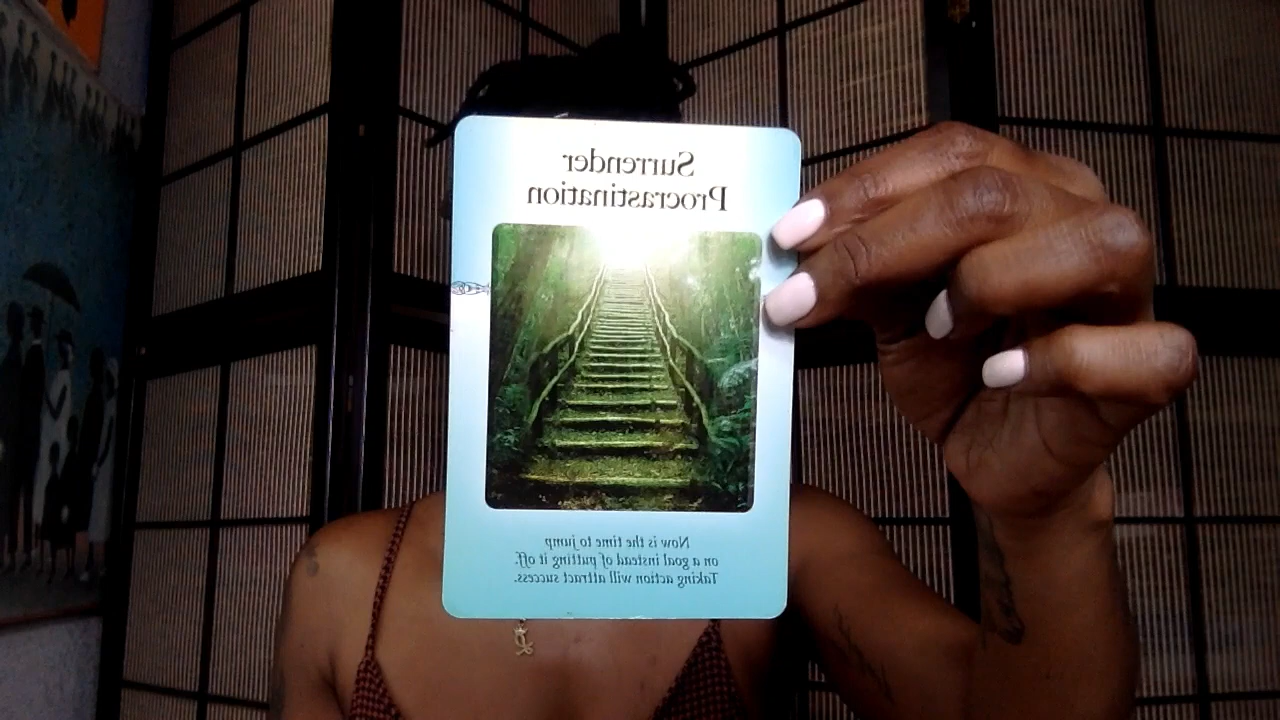 Surrender
Procrastination
Now is the time to jump
on a goal instead of putting it off.
Taking action will attract success.